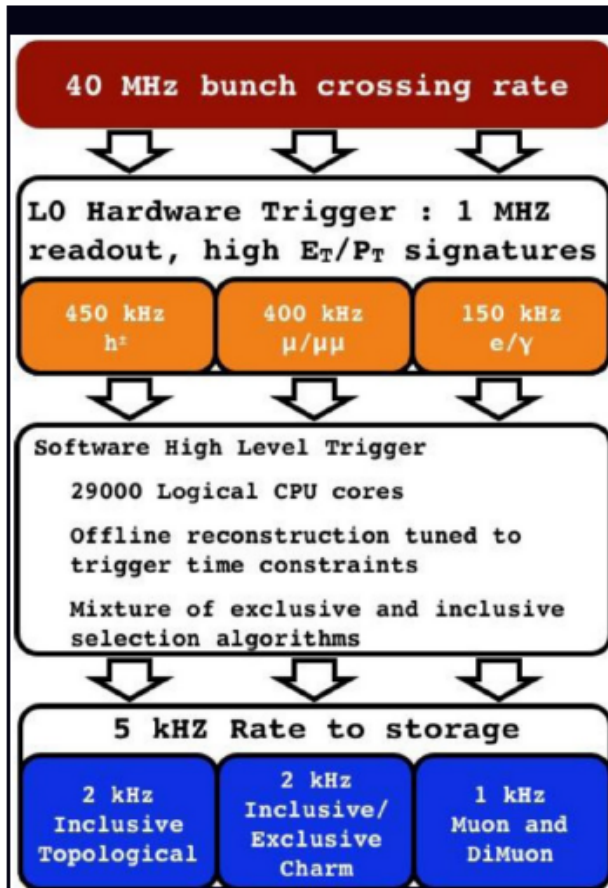 40 MHz bunch crossing rate
L0 Hardware Trigger : 1 MHz
readout, high Eᴛ/Pᴛ signatures
450 kHz
h±
400 kHz
μ/μμ
150 kHz
e/γ
Software High Level Trigger
29000 Logical CPU cores
Offline reconstruction tuned to
trigger time constraints
Mixture of exclusive and inclusive
selection algorithms
5 kHZ Rate to storage
2 kHz
Inclusive
Topological
2 kHz
Inclusive/
Exclusive
Charm
1 kHz
Muon and
DiMuon